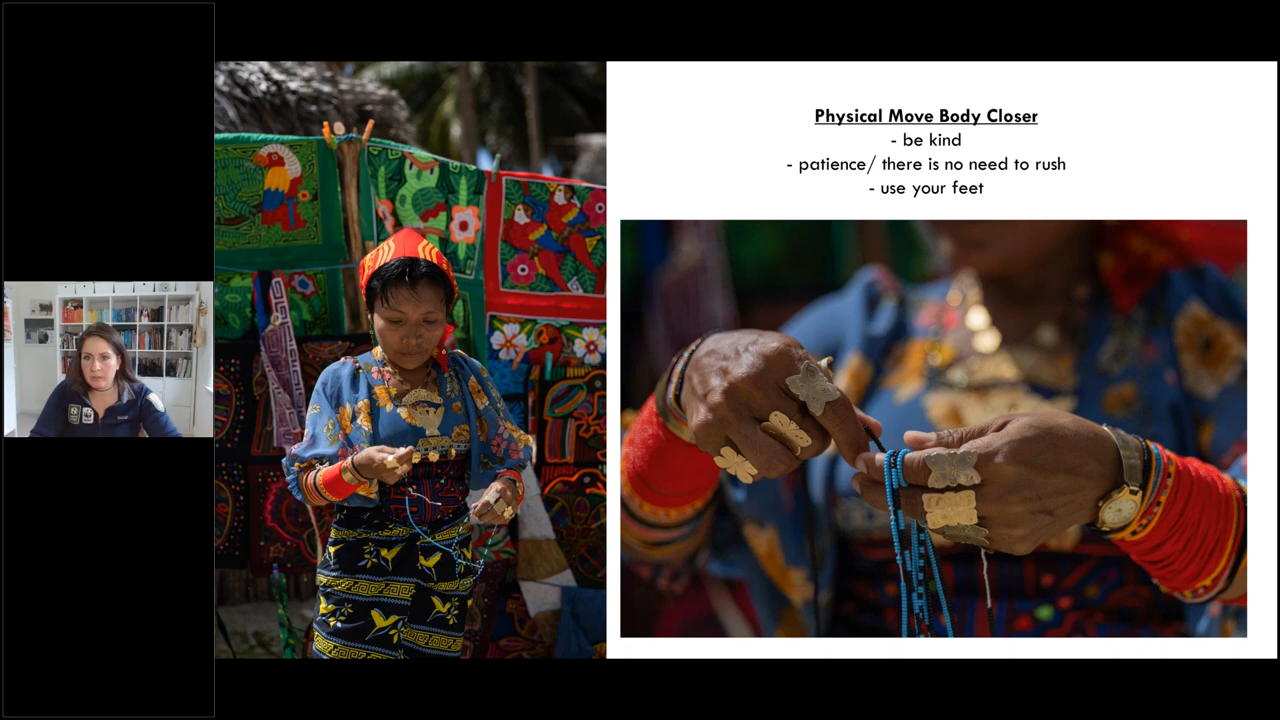 Physical Move Body Closer
- be kind
- patience/ there is no need to rush
- use your feet